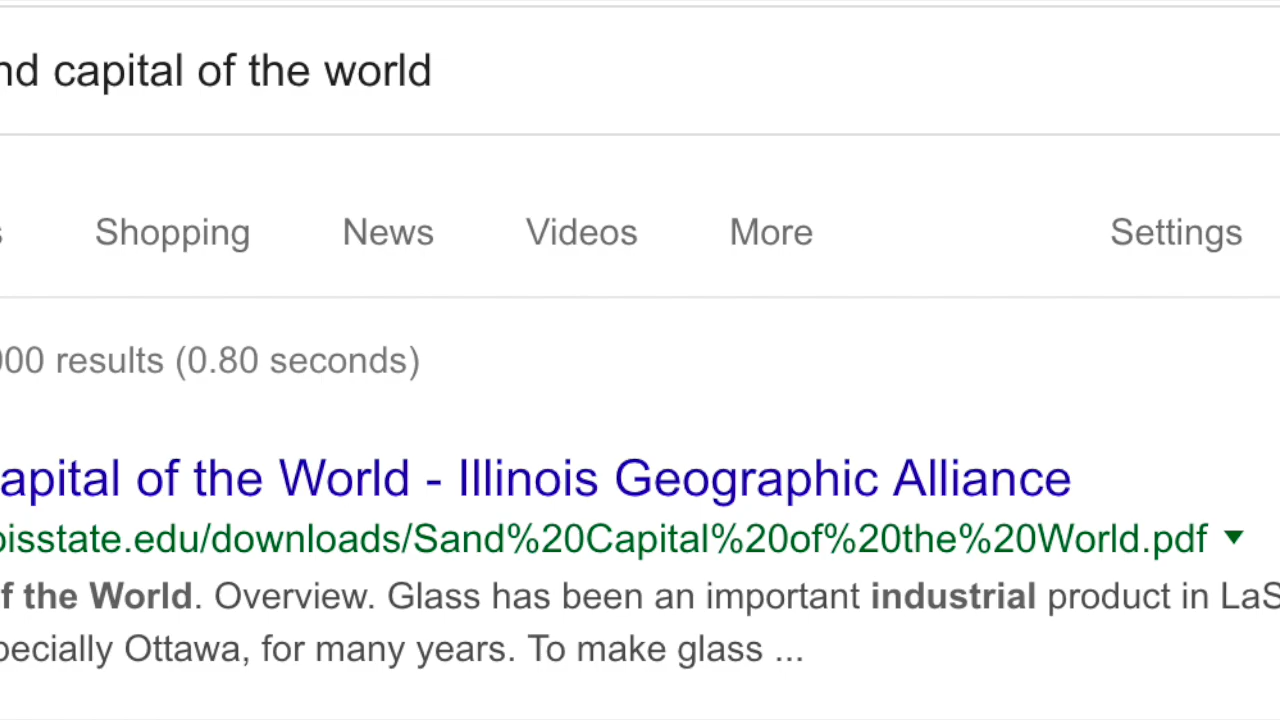 nd capital of the world
s Shopping News Videos More Settings
000 results (0.80 seconds)
apital of the World - Illinois Geographic Alliance
oisstate.edu/downloads/Sand%20Capital%20of%20the%20World.pdf
f the World. Overview. Glass has been an important industrial product in LaS
pecially Ottawa, for many years. To make glass ...